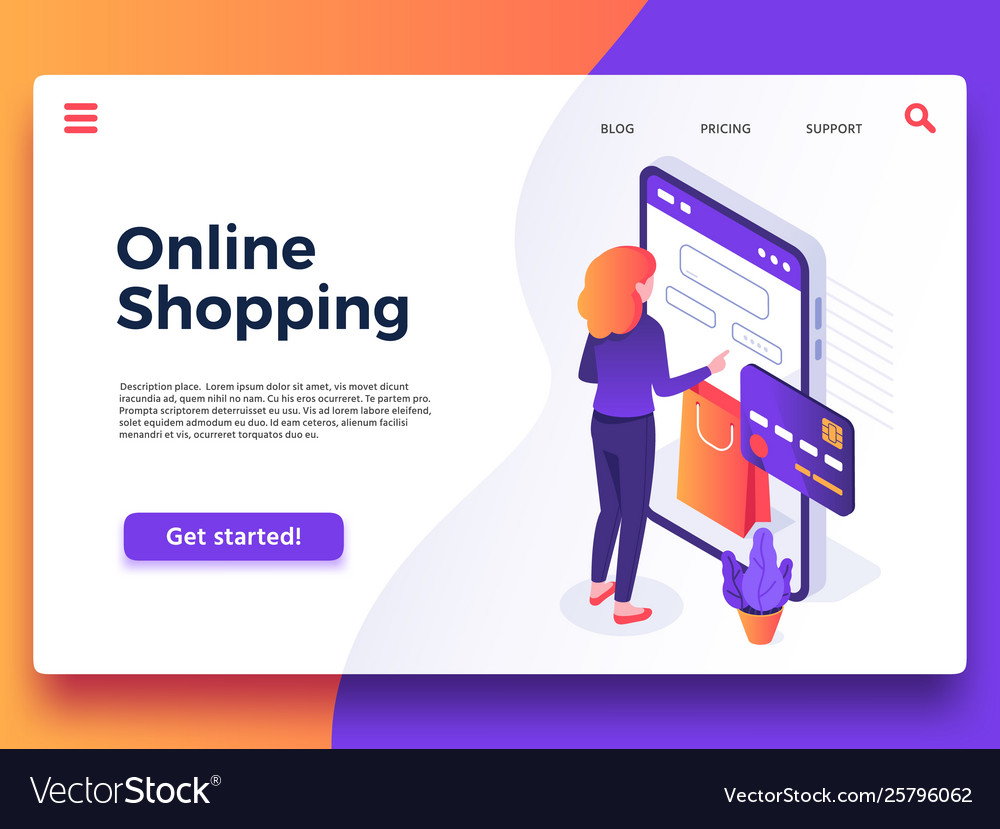 BLOG PRICING SUPPORT
Online
Shopping
Description place. Lorem ipsum dolor sit amet, vis movet dicunt
iracundia ad, quem nihil no nam. Cu his eros ocurreret. Te partem pro.
Prompta scriptorem deterruisset eu usu. Vis ad lorem labore eleifend,
solet equidem admodum cu duo. Id eam ceteros, alienum facilisi
menandri et vis, ocurreret torquatos duo eu.
Get started!
VectorStock®
VectorStock.com/25796062